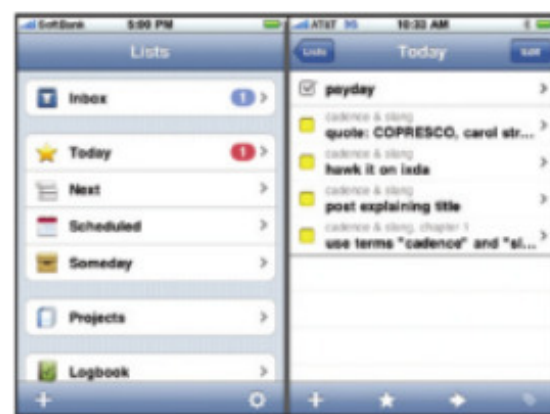 SoftBank 5:00 PM
Lists
Inbox 1
Today 1
Next
Scheduled
Someday
Projects
Logbook
AT&T 3G 10:33 AM
Lists Today Edit
payday
cadence & slang
quote: COPRESCO, carol str...
cadence & slang
hawk it on ixda
cadence & slang
post explaining title
cadence & slang, chapter 1
use terms "cadence" and "sl...